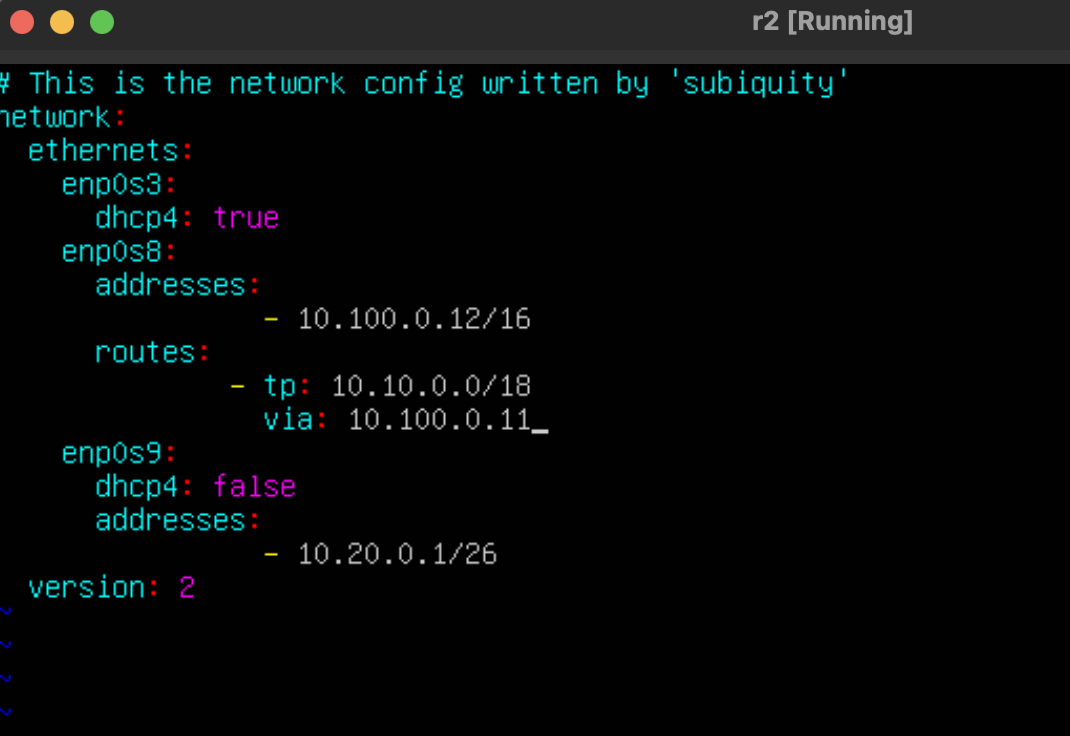 r2 [Running]
# This is the network config written by 'subiquity'
network:
  ethernets:
    enp0s3:
      dhcp4: true
    enp0s8:
      addresses:
                - 10.100.0.12/16
      routes:
              - tp: 10.10.0.0/18
                via: 10.100.0.11_
    enp0s9:
      dhcp4: false
      addresses:
                - 10.20.0.1/26
  version: 2
~
~
~
~